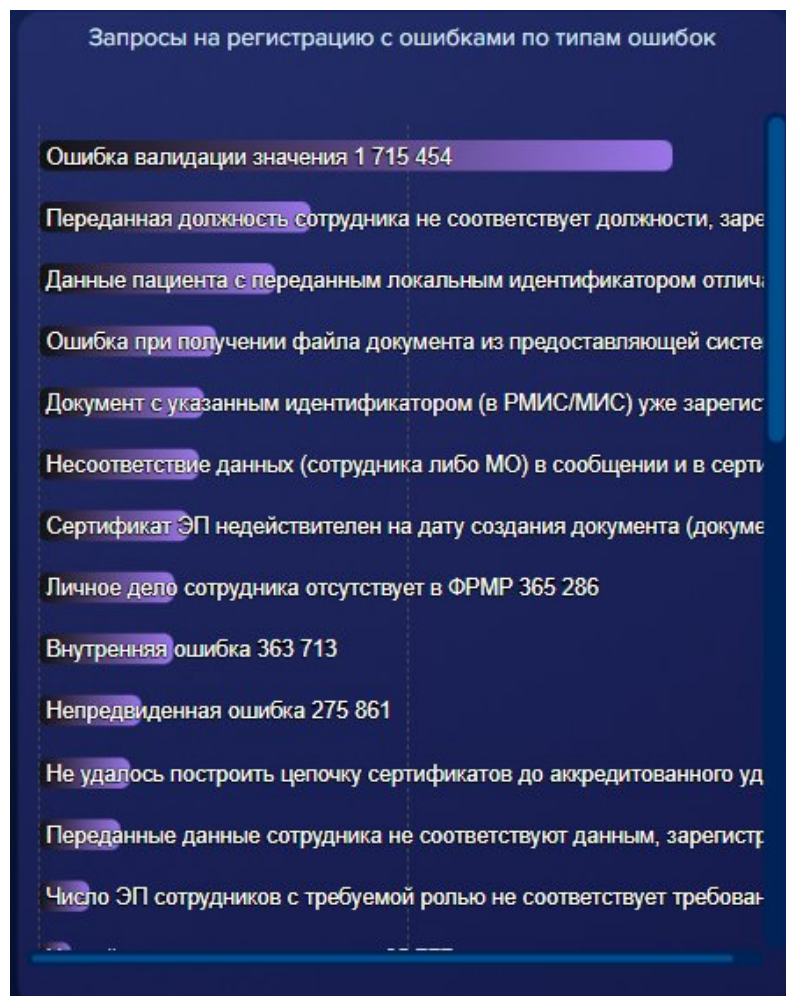 Запросы на регистрацию с ошибками по типам ошибок
Ошибка валидации значения 1 715 454
Переданная должность сотрудника не соответствует должности, заре
Данные пациента с переданным локальным идентификатором отлича
Ошибка при получении файла документа из предоставляющей систе
Документ с указанным идентификатором (в РМИС/МИС) уже зарегис
Несоответствие данных (сотрудника либо МО) в сообщении и в серти
Сертификат ЭП недействителен на дату создания документа (докуме
Личное дело сотрудника отсутствует в ФРМР 365 286
Внутренняя ошибка 363 713
Непредвиденная ошибка 275 861
Не удалось построить цепочку сертификатов до аккредитованного уд
Переданные данные сотрудника не соответствуют данным, зарегистр
Число ЭП сотрудников с требуемой ролью не соответствует требован